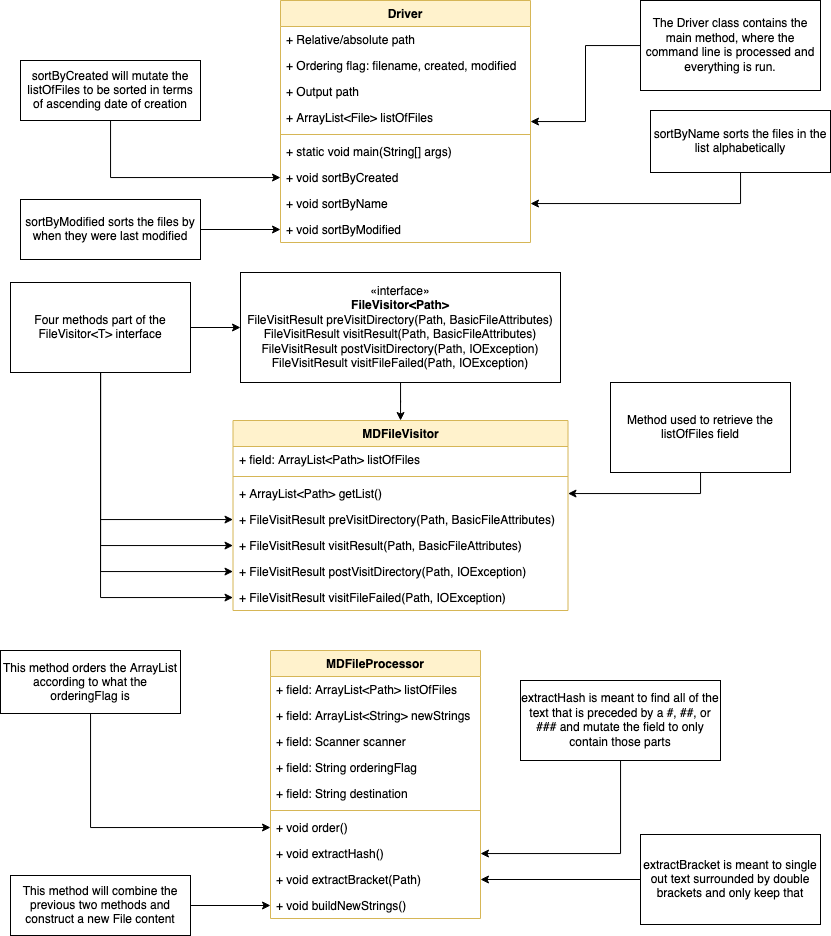 Driver
+ Relative/absolute path
+ Ordering flag: filename, created, modified
+ Output path
+ ArrayList<File> listOfFiles
+ static void main(String[] args)
+ void sortByCreated
+ void sortByName
+ void sortByModified
The Driver class contains the
main method, where the
command line is processed and
everything is run.
sortByCreated will mutate the
listOfFiles to be sorted in terms
of ascending date of creation
sortByName sorts the files in the
list alphabetically
sortByModified sorts the files by
when they were last modified
Four methods part of the
FileVisitor<T> interface
«interface»
FileVisitor<Path>
FileVisitResult preVisitDirectory(Path, BasicFileAttributes)
FileVisitResult visitResult(Path, BasicFileAttributes)
FileVisitResult postVisitDirectory(Path, IOException)
FileVisitResult visitFileFailed(Path, IOException)
MDFileVisitor
+ field: ArrayList<Path> listOfFiles
+ ArrayList<Path> getList()
+ FileVisitResult preVisitDirectory(Path, BasicFileAttributes)
+ FileVisitResult visitResult(Path, BasicFileAttributes)
+ FileVisitResult postVisitDirectory(Path, IOException)
+ FileVisitResult visitFileFailed(Path, IOException)
Method used to retrieve the
listOfFiles field
This method orders the ArrayList
according to what the
orderingFlag is
MDFileProcessor
+ field: ArrayList<Path> listOfFiles
+ field: ArrayList<String> newStrings
+ field: Scanner scanner
+ field: String orderingFlag
+ field: String destination
+ void order()
+ void extractHash()
+ void extractBracket(Path)
+ void buildNewStrings()
extractHash is meant to find all of the
text that is preceded by a #, ##, or
### and mutate the field to only
contain those parts
extractBracket is meant to single
out text surrounded by double
brackets and only keep that
This method will combine the
previous two methods and
construct a new File content